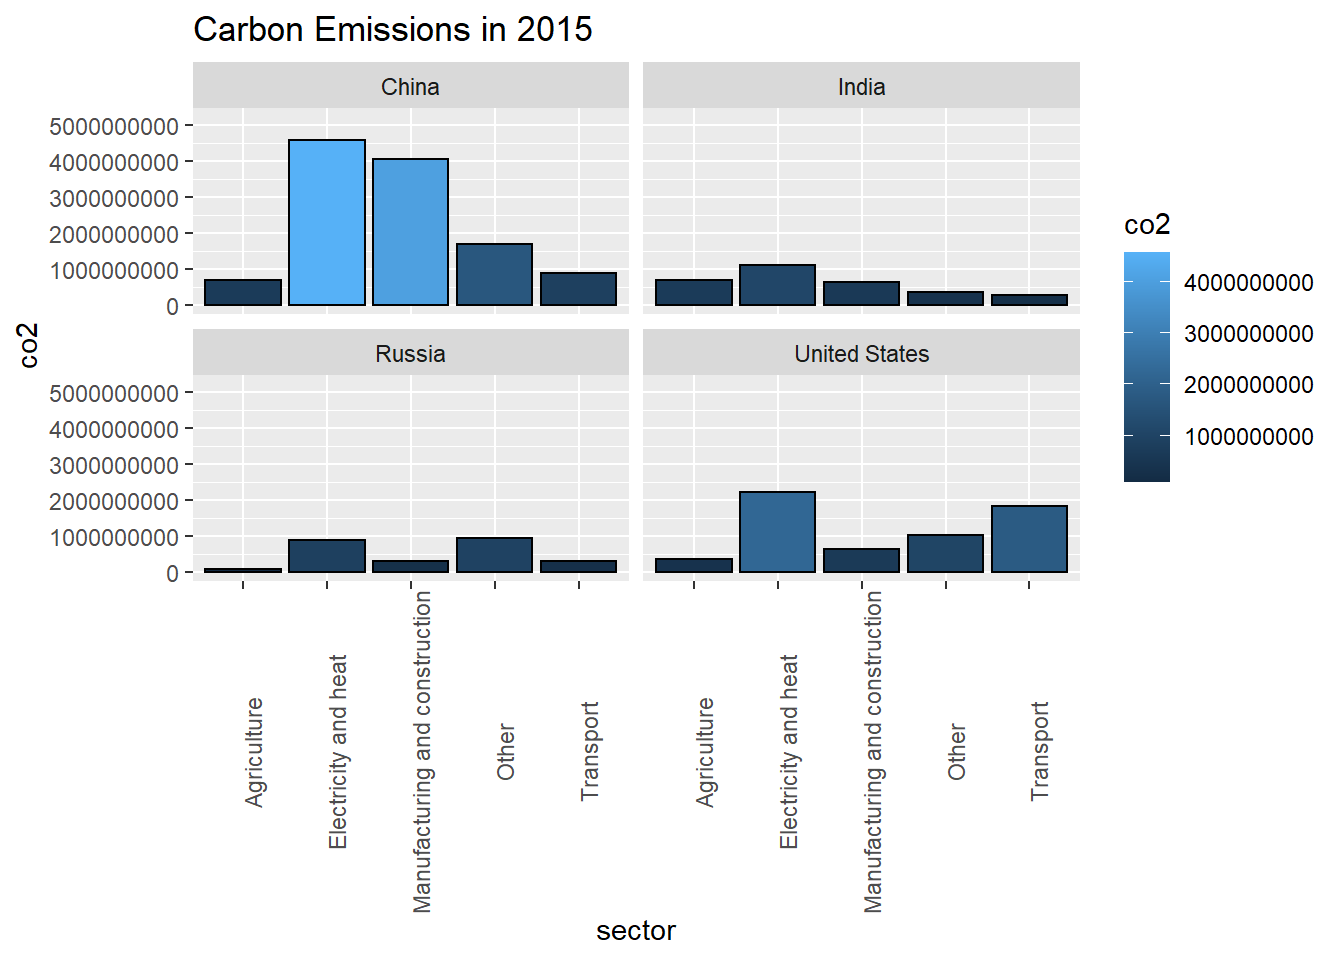 Carbon Emissions in 2015
China
India
5000000000
4000000000
3000000000
2000000000
1000000000
0
Russia
United States
5000000000
4000000000
3000000000
2000000000
1000000000
0
co2
Agriculture
Electricity and heat
Manufacturing and construction
Other
Transport
Agriculture
Electricity and heat
Manufacturing and construction
Other
Transport
sector
co2
4000000000
3000000000
2000000000
1000000000